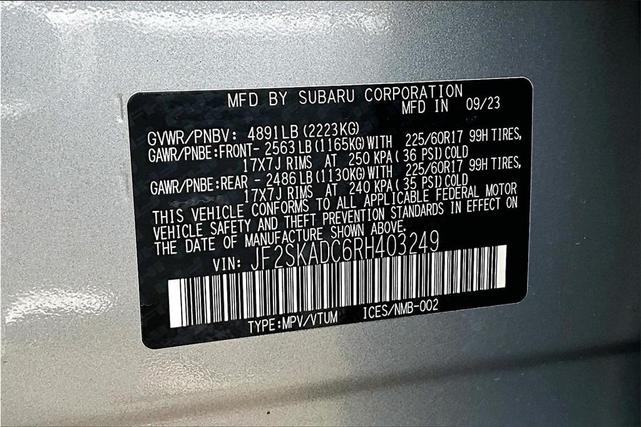 MFD BY SUBARU CORPORATION
MFD IN 09/23
GVWR/PNBV: 4891LB(2223KG)
GAWR/PNBE:FRONT- 2563LB(1165KG)WITH 225/60R17 99H TIRES,
17X7J RIMS AT 250 KPA(36 PSI)COLD
GAWR/PNBE:REAR - 2486LB(1130KG)WITH 225/60R17 99H TIRES,
17X7J RIMS AT 240 KPA(35 PSI)COLD
THIS VEHICLE CONFORMS TO ALL APPLICABLE FEDERAL MOTOR
VEHICLE SAFETY AND THEFT PREVENTION STANDARDS IN EFFECT ON
THE DATE OF MANUFACTURE SHOWN ABOVE.
VIN: JF2SKADC6RH403249
TYPE:MPV/VTUM ICES/NMB-002